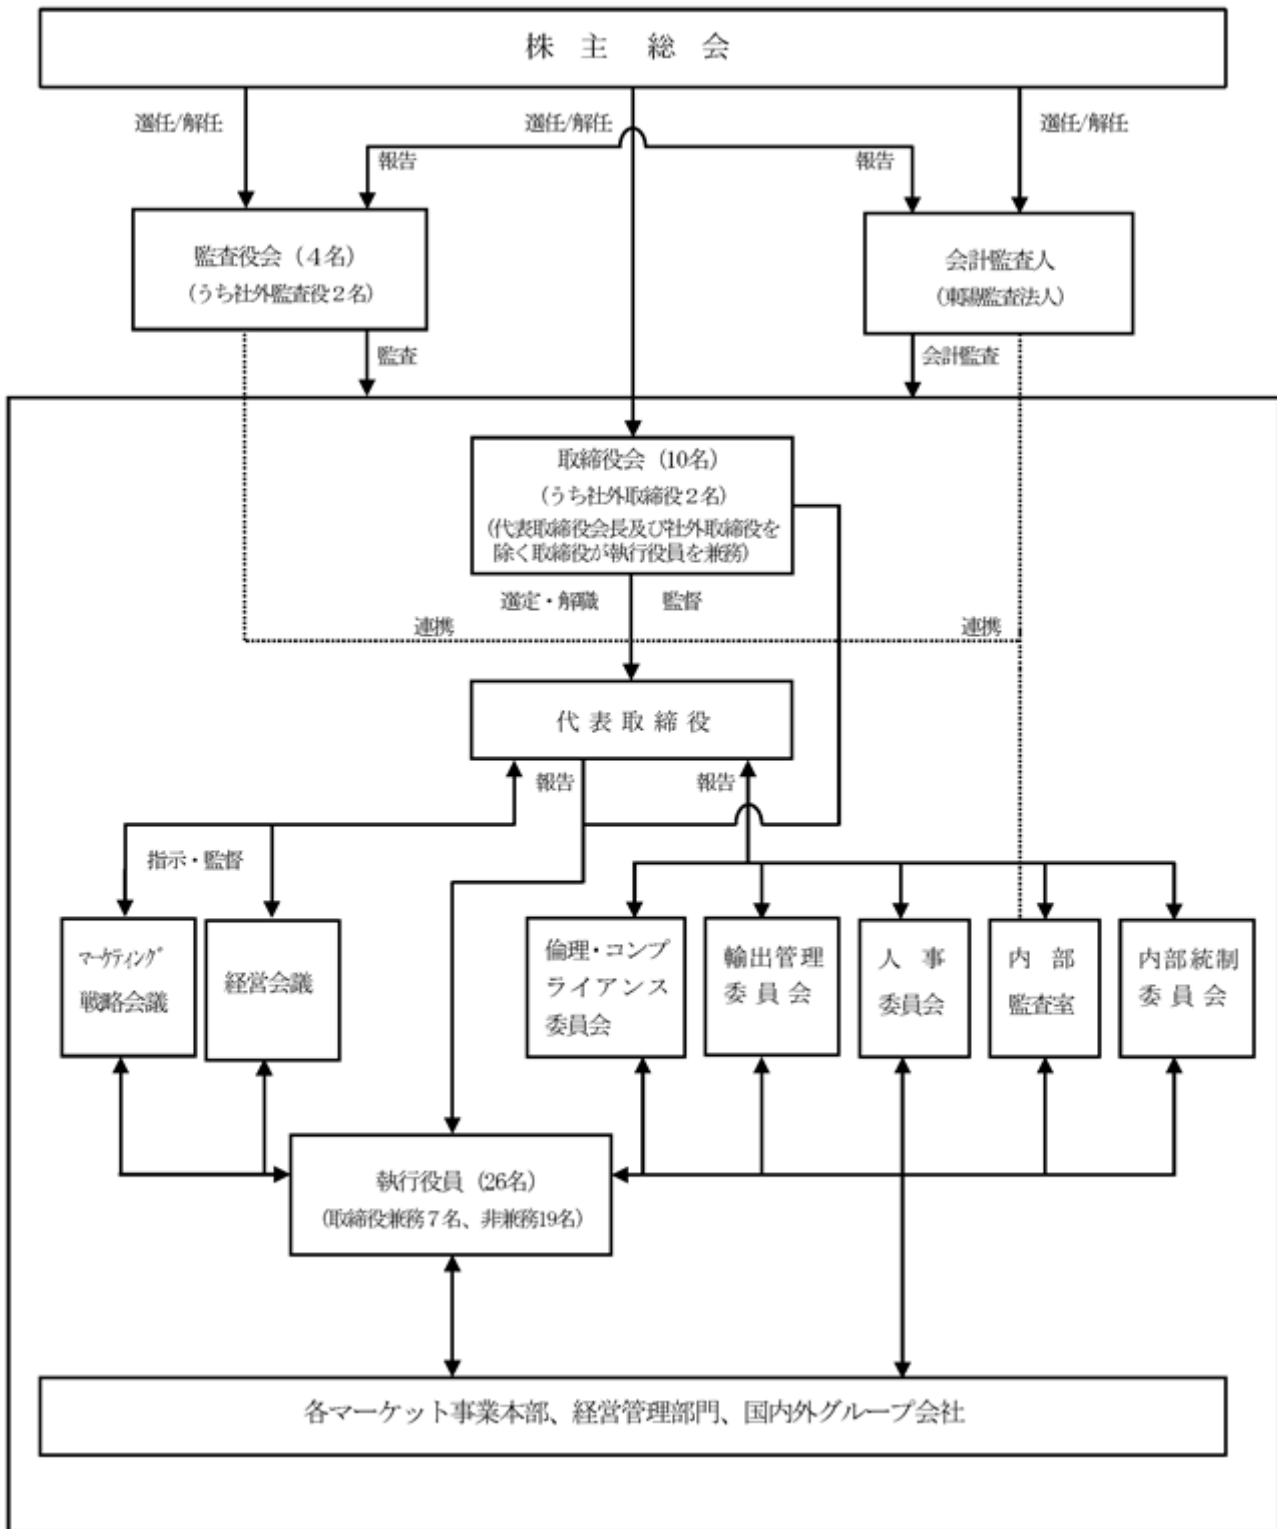 株 主 総 会
選任/解任
選任/解任
選任/解任
報告
報告
監査役会（４名）
（うち社外監査役２名）
会計監査人
（東陽監査法人）
監査
会計監査
取締役会（10名）
（うち社外取締役２名）
（代表取締役会長及び社外取締役を
除く取締役が執行役員を兼務）
選定・解職
監督
連携
連携
代 表 取 締 役
報告
報告
指示・監督
マーケティング
戦略会議
経営会議
倫理・コンプ
ライアンス
委員会
輸出管理
委 員 会
人 事
委員会
内 部
監査室
内部統制
委 員 会
執行役員（26名）
（取締役兼務７名、非兼務19名）
各マーケット事業本部、経営管理部門、国内外グループ会社